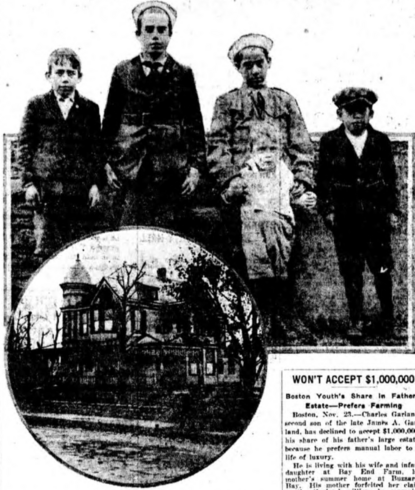 WON'T ACCEPT $1,000,000
Boston Youth's Share in Father
Estate—Prefers Farming
Boston, Nov. 23.—Charles Garlan
second son of the late James A. Gar
land, has declined to accept $1,000,00
his share of his father's large estat
because he prefers manual labor to
life of luxury.
He is living with his wife and infa
daughter at Bay End Farm,
mother's summer home at Buzzar
Bay. His mother forfeited her cla